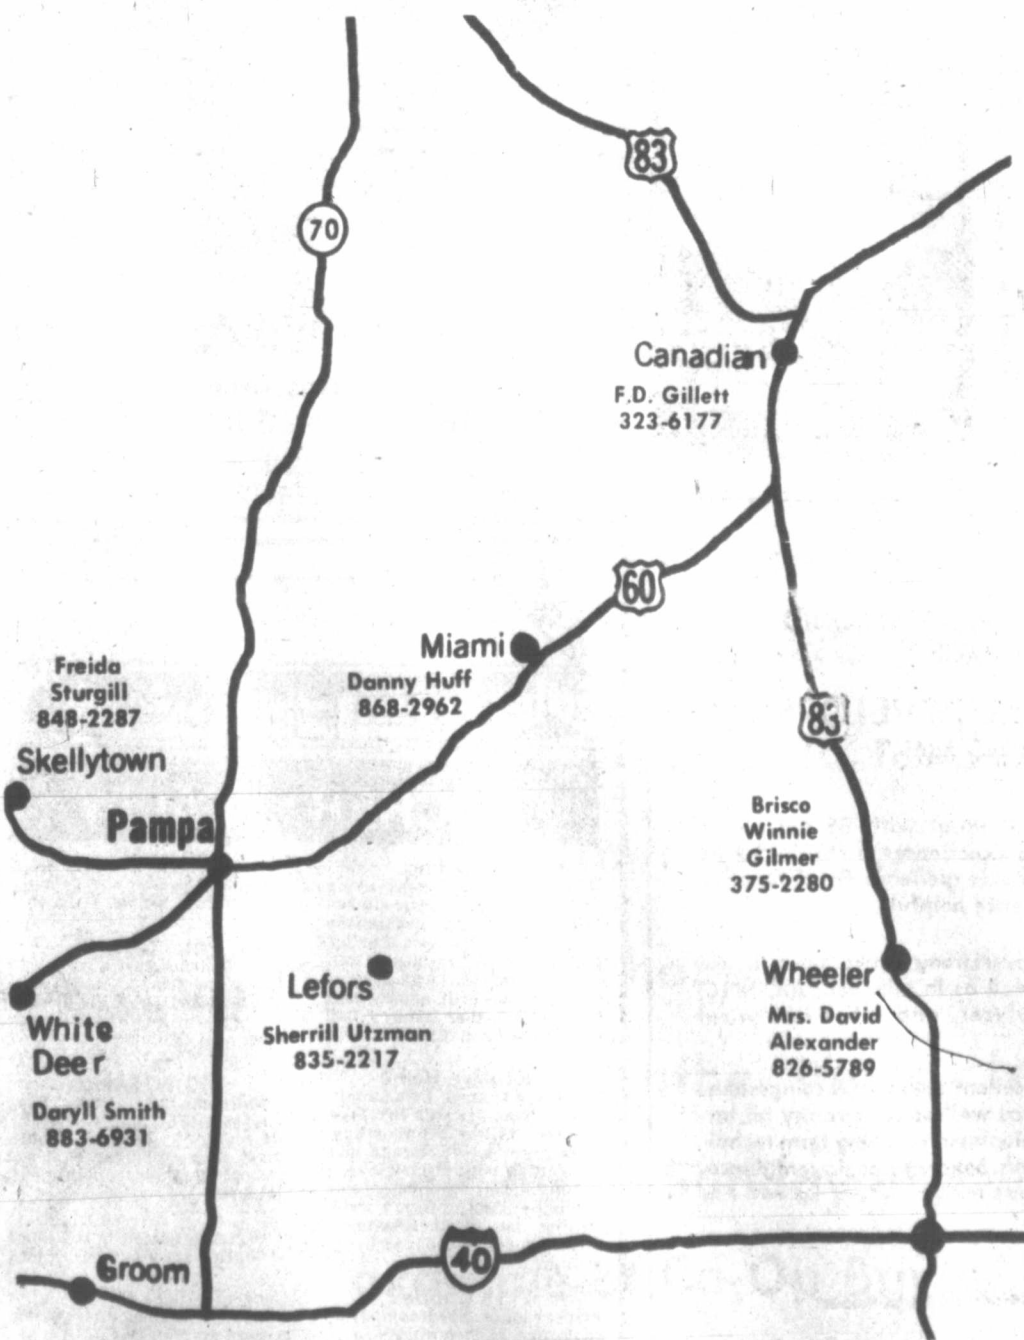 83
70
Canadian
F.D. Gillett
323-6177
60
Miami
Danny Huff
868-2962
Freida
Sturgill
848-2287
Skellytown
Pampa
83
Brisco
Winnie
Gilmer
375-2280
Wheeler
Mrs. David
Alexander
826-5789
Lefors
Sherrill Utzman
835-2217
White
Deer
Daryll Smith
883-6931
40
Groom